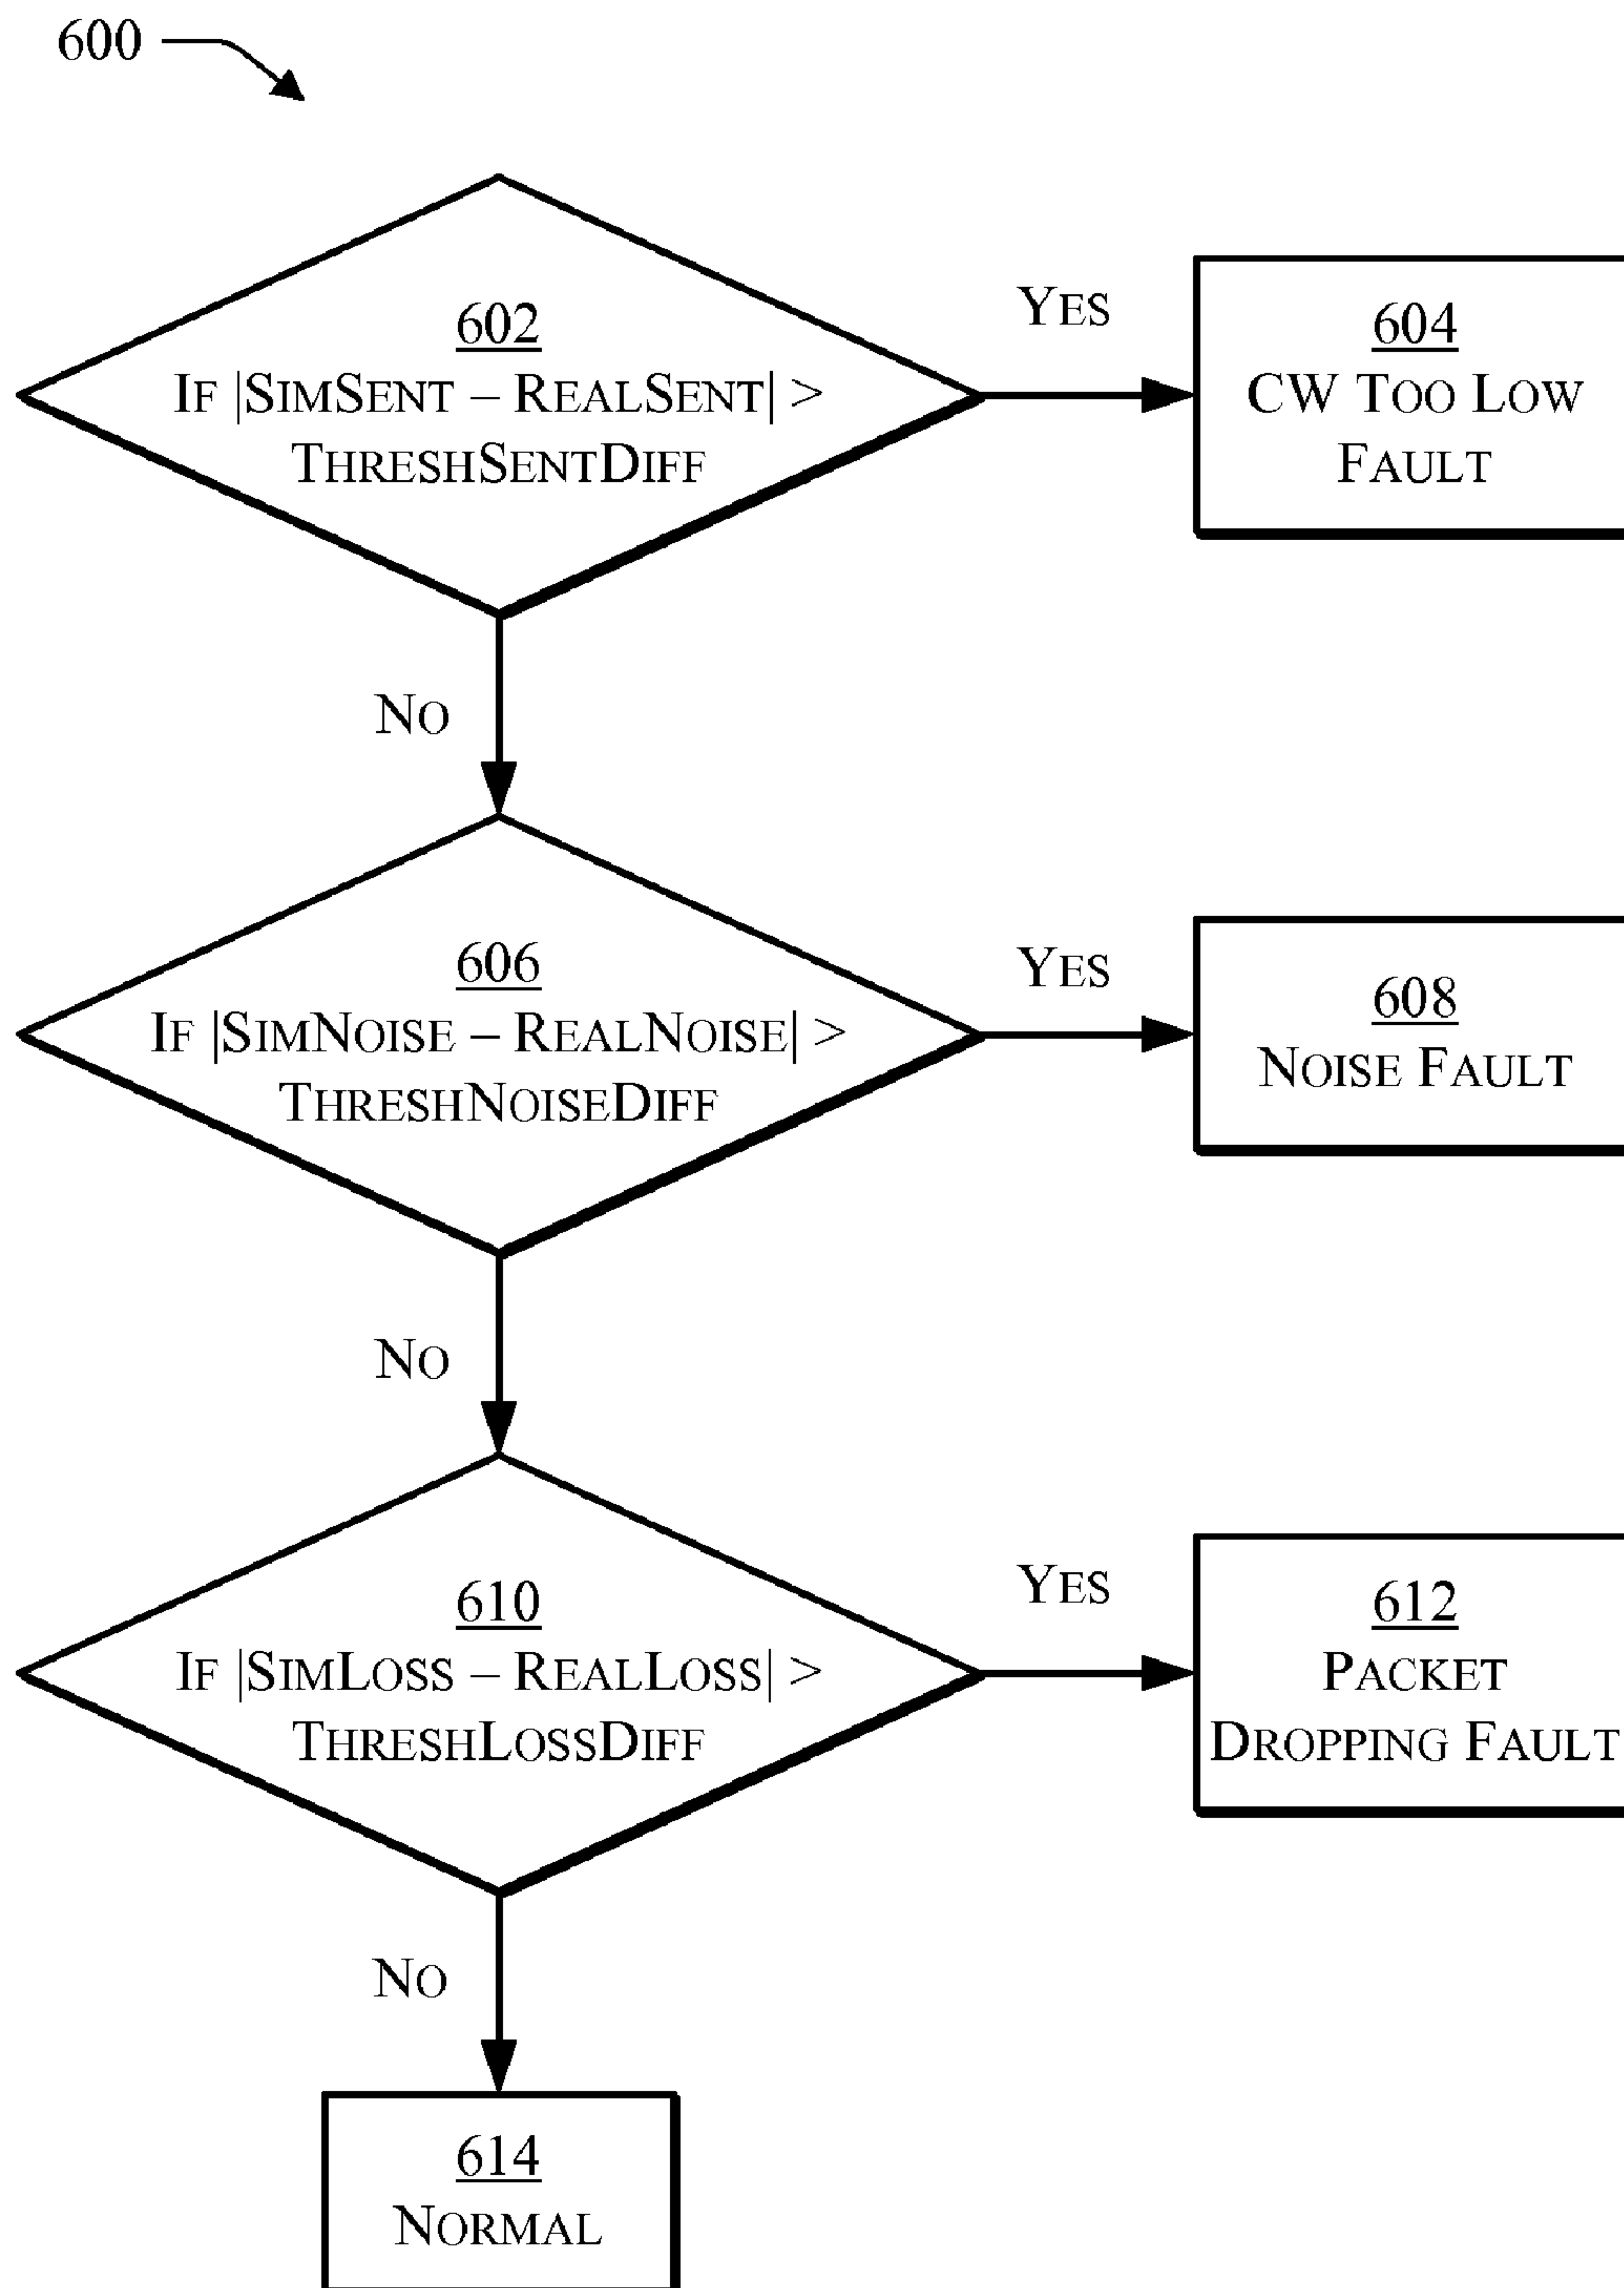 600
602
IF |SIMSENT – REALSENT| >
THRESHSENTDIFF
YES
604
CW TOO LOW
FAULT
NO
606
IF |SIMNOISE – REALNOISE| >
THRESHNOISEDIFF
YES
608
NOISE FAULT
NO
610
IF |SIMLOSS – REALLOSS| >
THRESHLOSSDIFF
YES
612
PACKET
DROPPING FAULT
NO
614
NORMAL